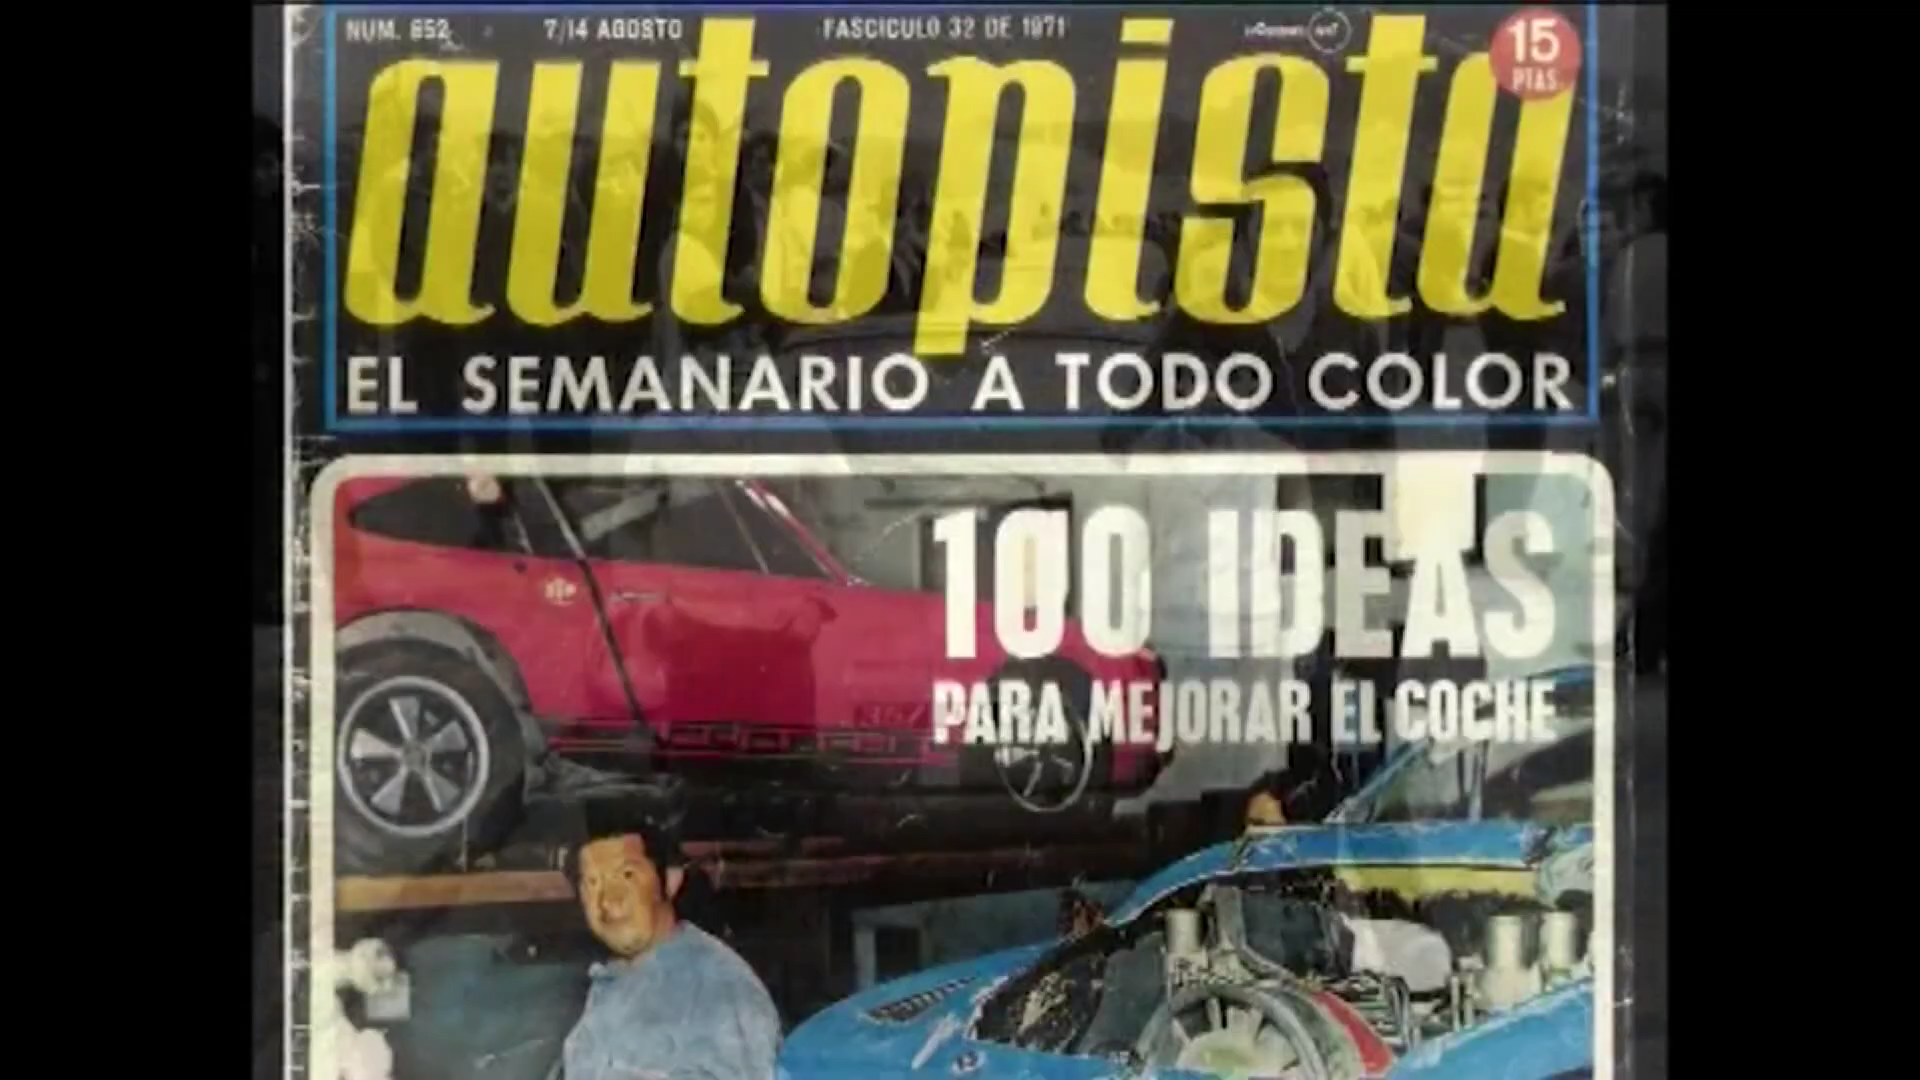 NUM. 652
7/14 AGOSTO
FASCICULO 32 DE 1971
15
PTAS.
autopista
EL SEMANARIO A TODO COLOR
100 IDEAS
PARA MEJORAR EL COCHE